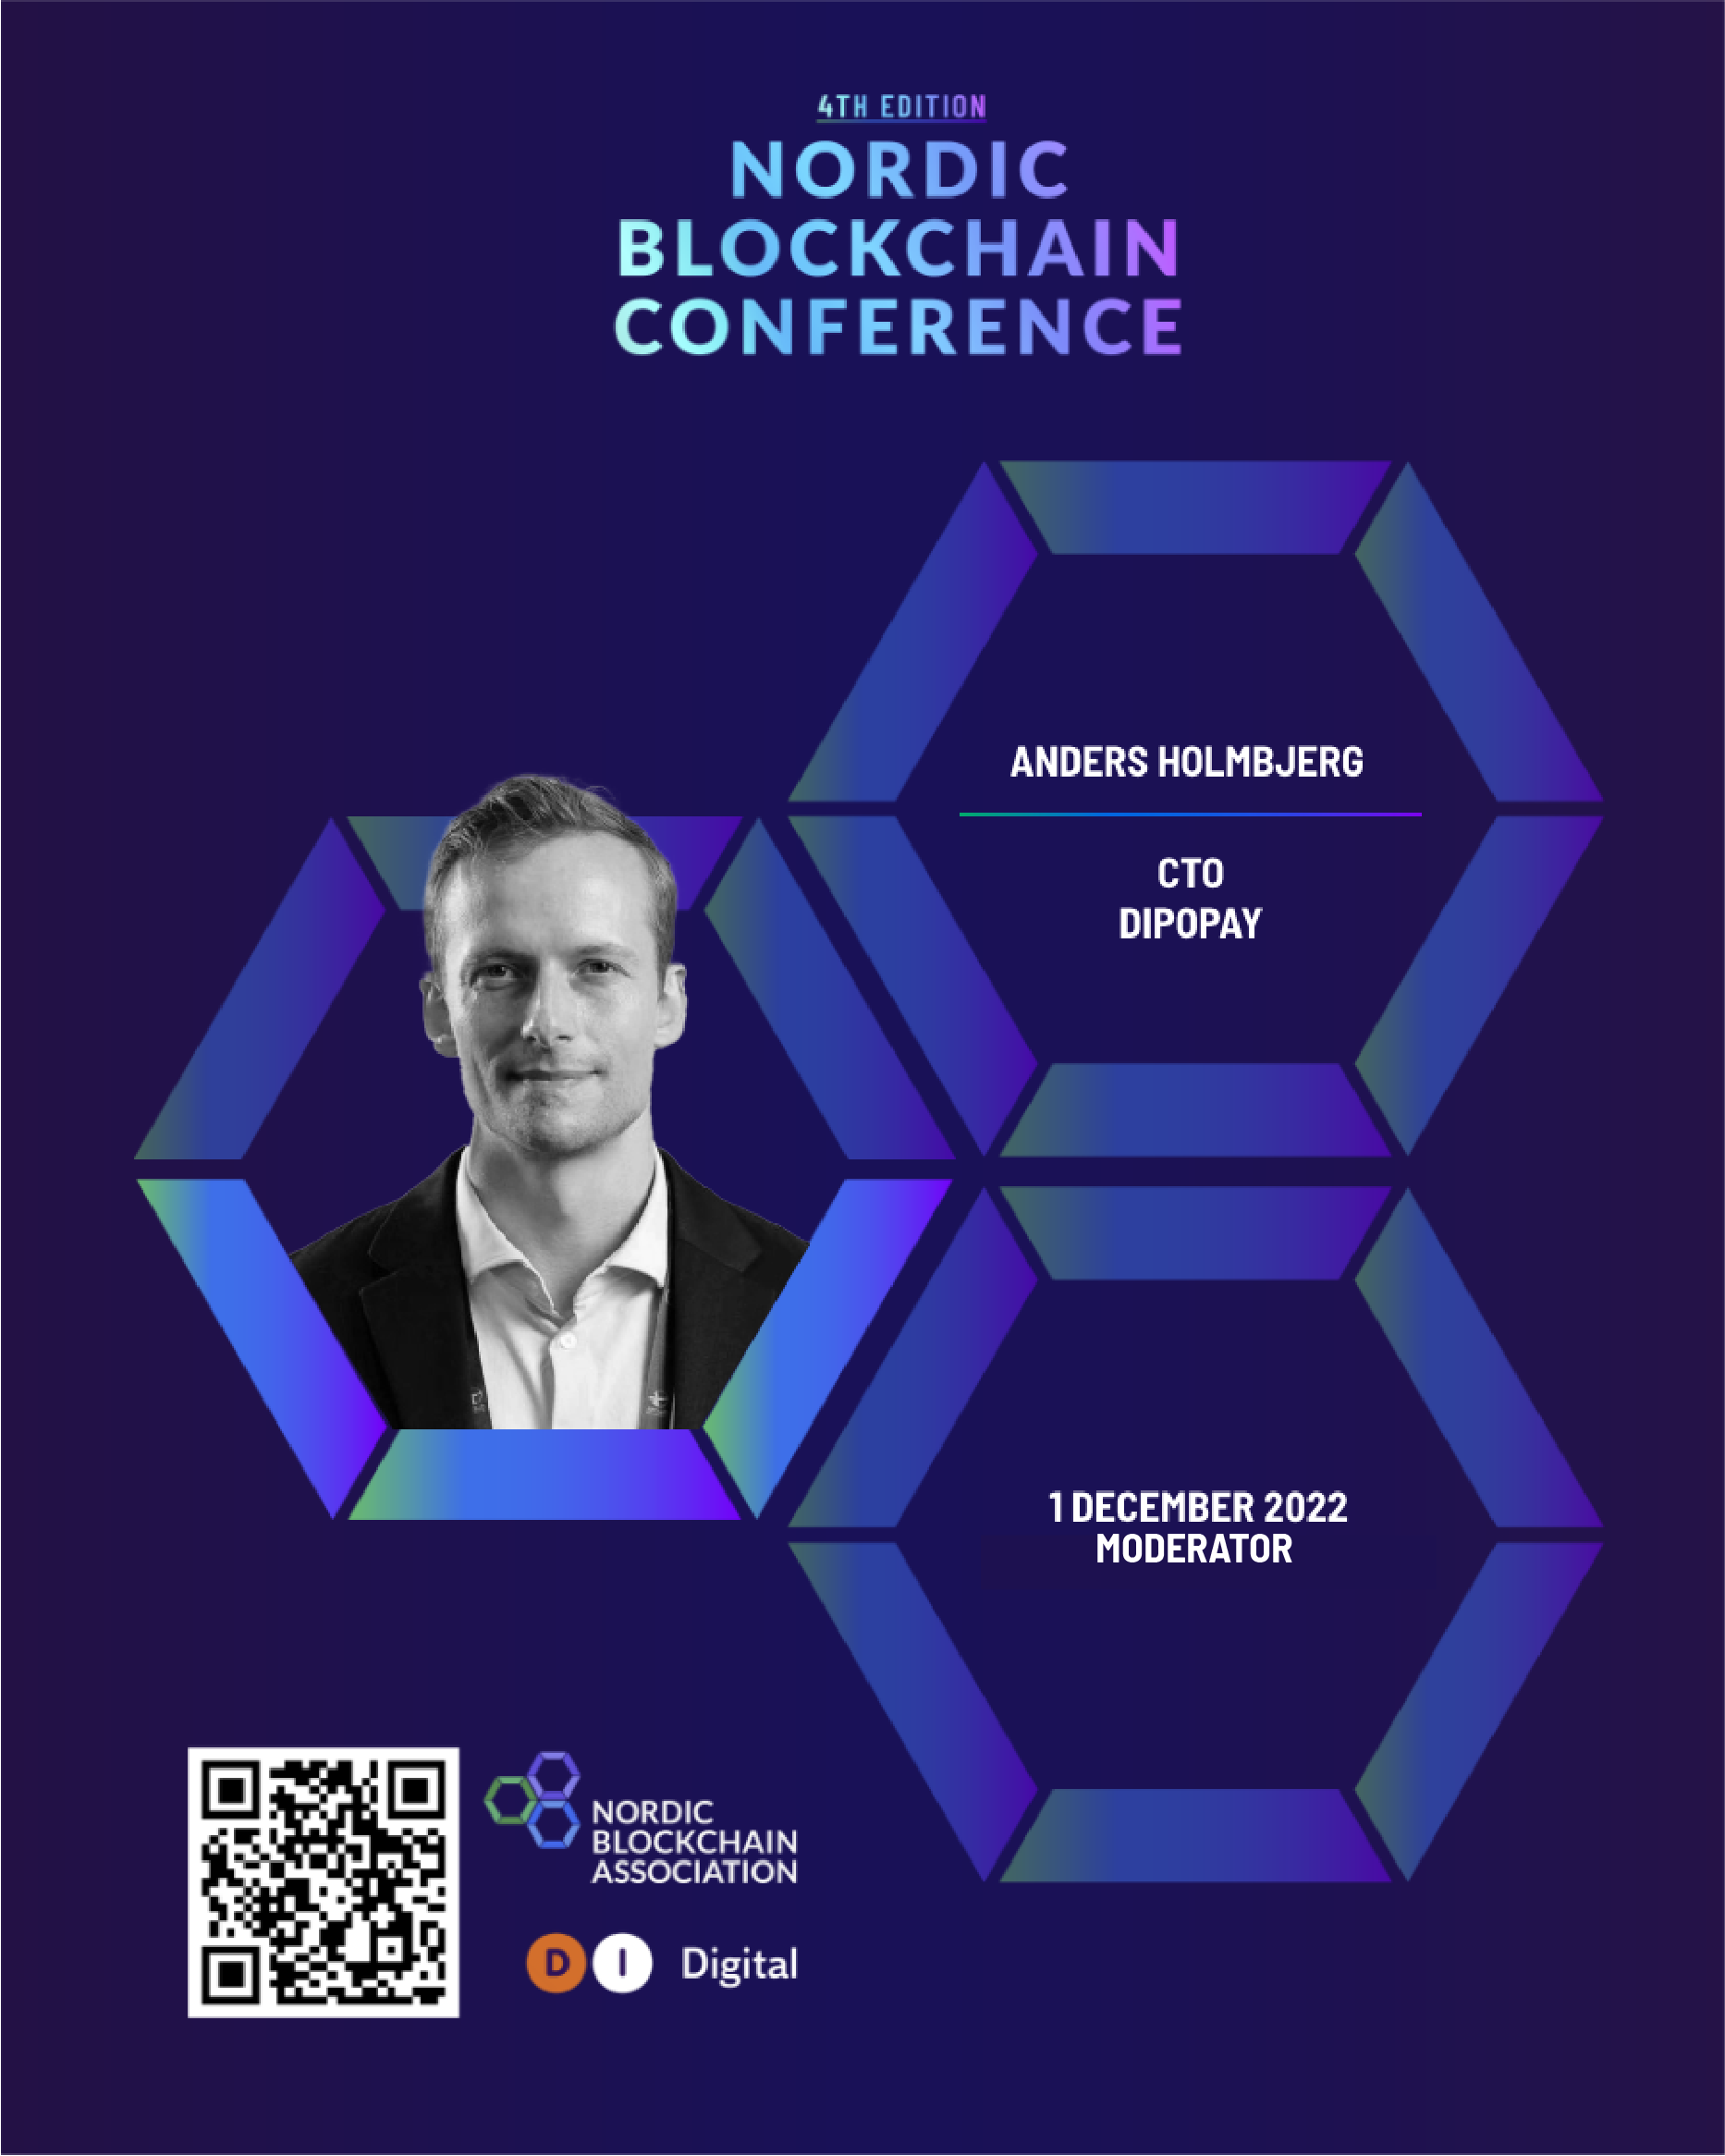 4TH EDITION
NORDIC
BLOCKCHAIN
CONFERENCE
ANDERS HOLMBJERG
CTO
DIPOPAY
1 DECEMBER 2022
MODERATOR
NORDIC
BLOCKCHAIN
ASSOCIATION
D I Digital